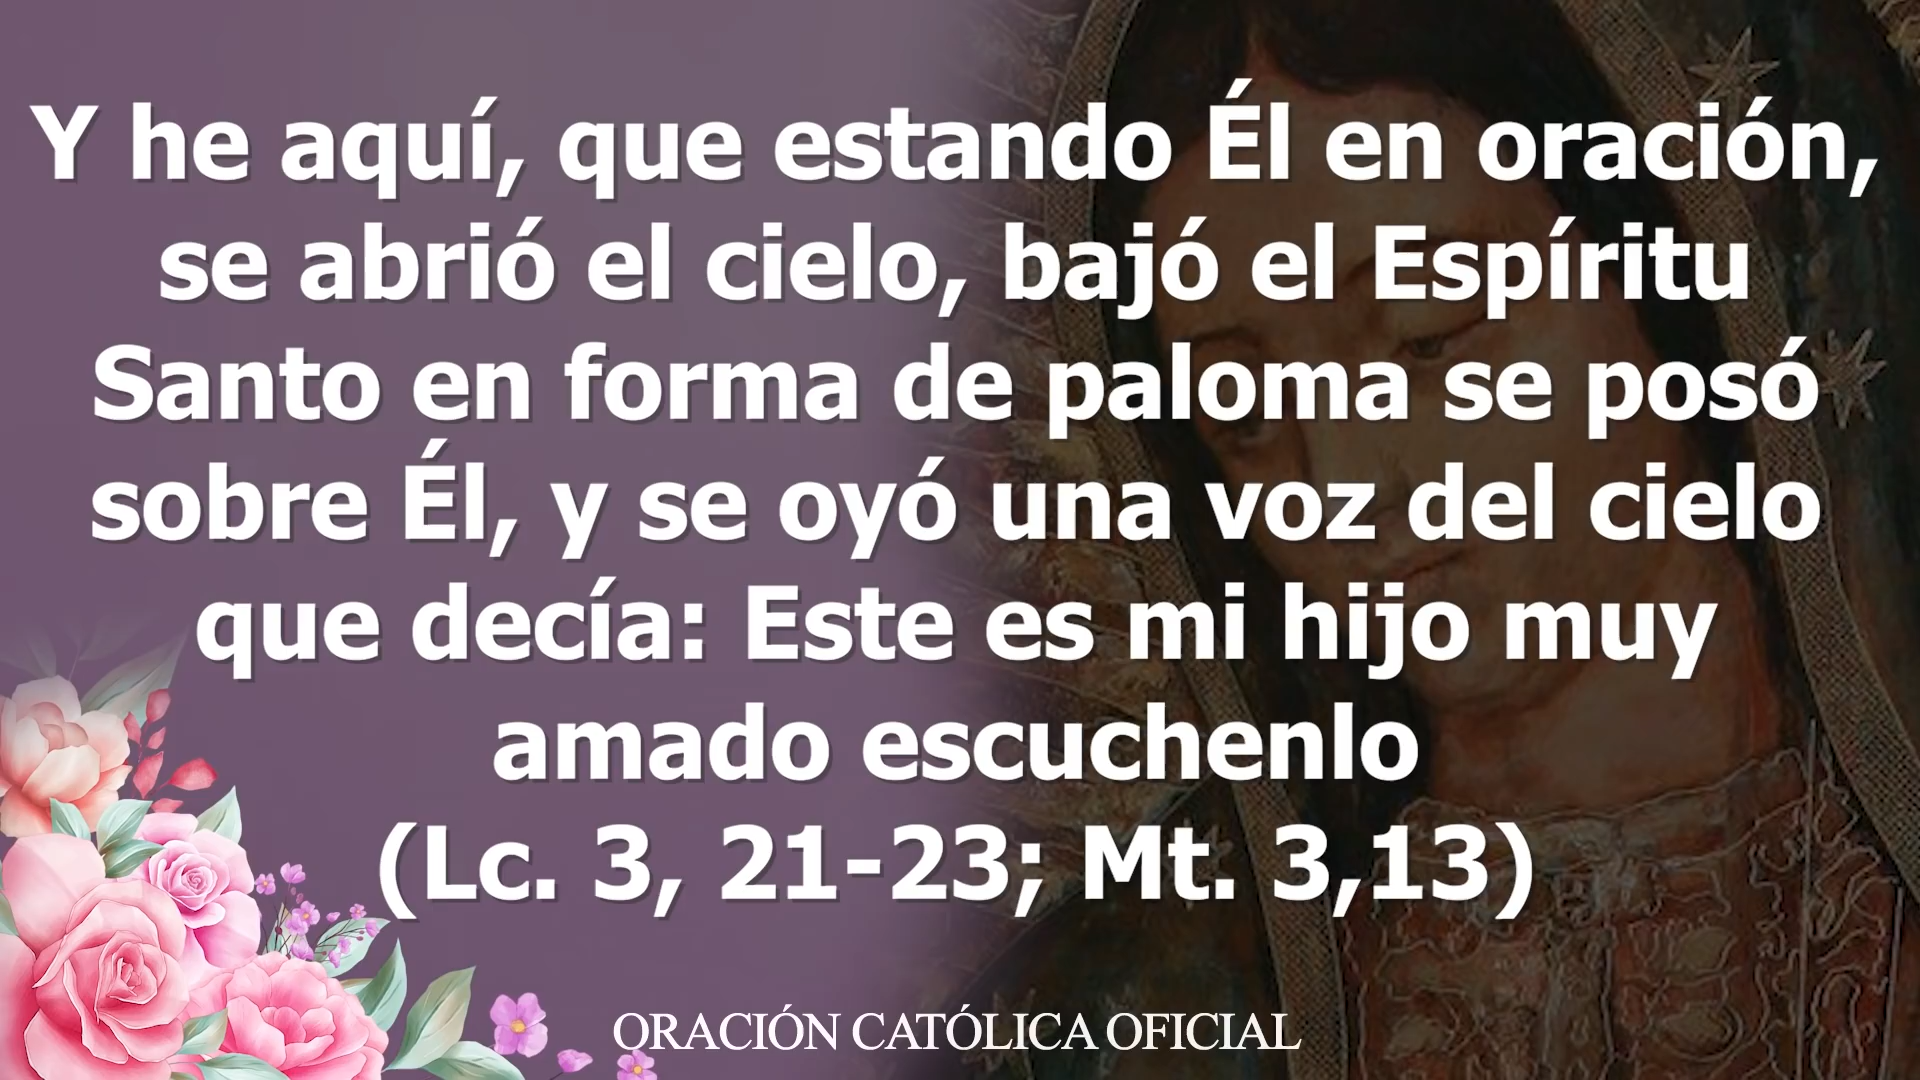 Y he aquí, que estando Él en oración,
se abrió el cielo, bajó el Espíritu
Santo en forma de paloma se posó
sobre Él, y se oyó una voz del cielo
que decía: Este es mi hijo muy
amado escuchenlo
(Lc. 3, 21-23; Mt. 3,13)
ORACIÓN CATÓLICA OFICIAL